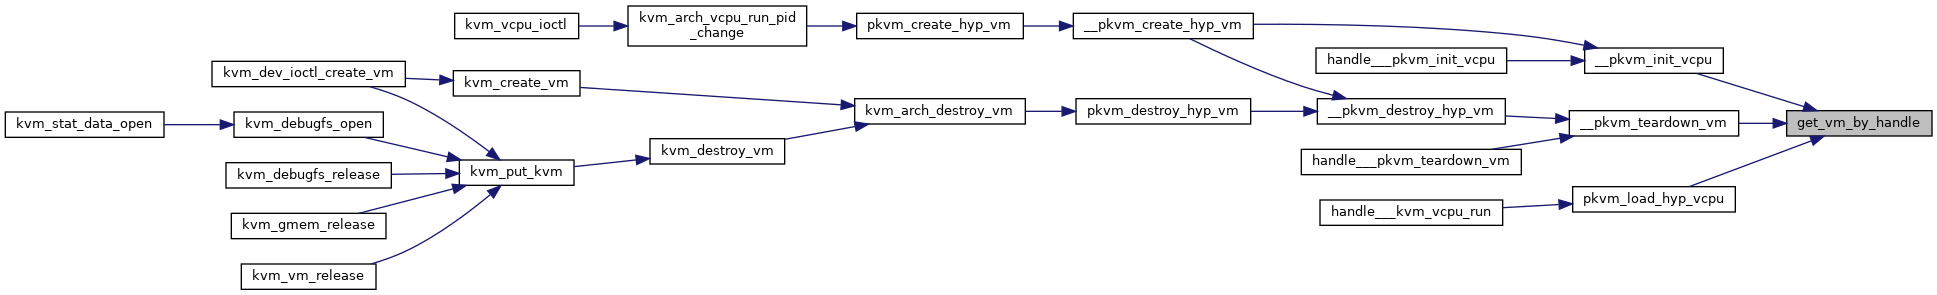 kvm_vcpu_ioctl
kvm_arch_vcpu_run_pid
_change
pkvm_create_hyp_vm
__pkvm_create_hyp_vm
handle___pkvm_init_vcpu
__pkvm_init_vcpu
kvm_dev_ioctl_create_vm
kvm_create_vm
kvm_stat_data_open
kvm_debugfs_open
kvm_arch_destroy_vm
pkvm_destroy_hyp_vm
__pkvm_destroy_hyp_vm
__pkvm_teardown_vm
get_vm_by_handle
kvm_destroy_vm
handle___pkvm_teardown_vm
kvm_debugfs_release
kvm_put_kvm
pkvm_load_hyp_vcpu
handle___kvm_vcpu_run
kvm_gmem_release
kvm_vm_release